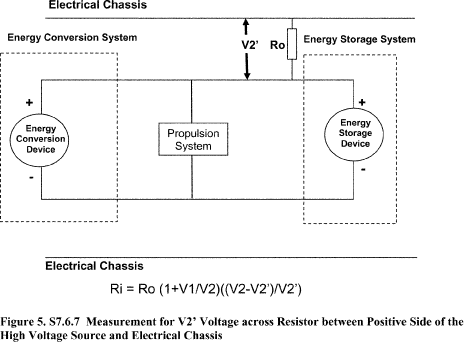 Electrical Chassis
Energy Conversion System
V2'
Ro
Energy Storage System
+
Energy
Conversion
Device
-
Propulsion
System
+
Energy
Storage
Device
-
Electrical Chassis
Ri = Ro (1+V1/V2)((V2-V2')/V2')
Figure 5. S7.6.7 Measurement for V2' Voltage across Resistor between Positive Side of the
High Voltage Source and Electrical Chassis